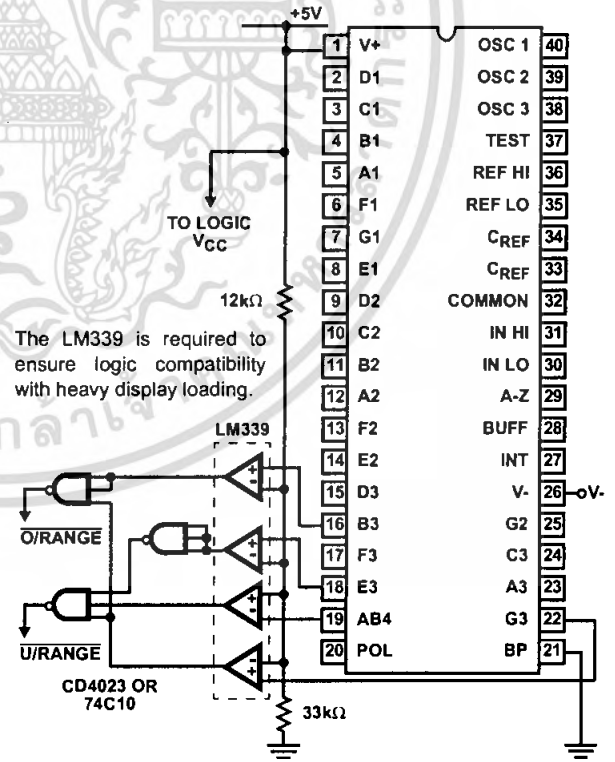 +5V
1 V+ OSC 1 40
2 D1 OSC 2 39
3 C1 OSC 3 38
4 B1 TEST 37
5 A1 REF HI 36
6 F1 REF LO 35
7 G1 CREF 34
8 E1 CREF 33
9 D2 COMMON 32
10 C2 IN HI 31
11 B2 IN LO 30
12 A2 A-Z 29
13 F2 BUFF 28
14 E2 INT 27
15 D3 V- 26 V-
16 B3 G2 25
17 F3 C3 24
18 E3 A3 23
19 AB4 G3 22
20 POL BP 21
TO LOGIC
VCC
12kΩ
The LM339 is required to
ensure logic compatibility
with heavy display loading.
LM339
+
-
+
-
+
-
+
-
O/RANGE
U/RANGE
CD4023 OR
74C10
33kΩ